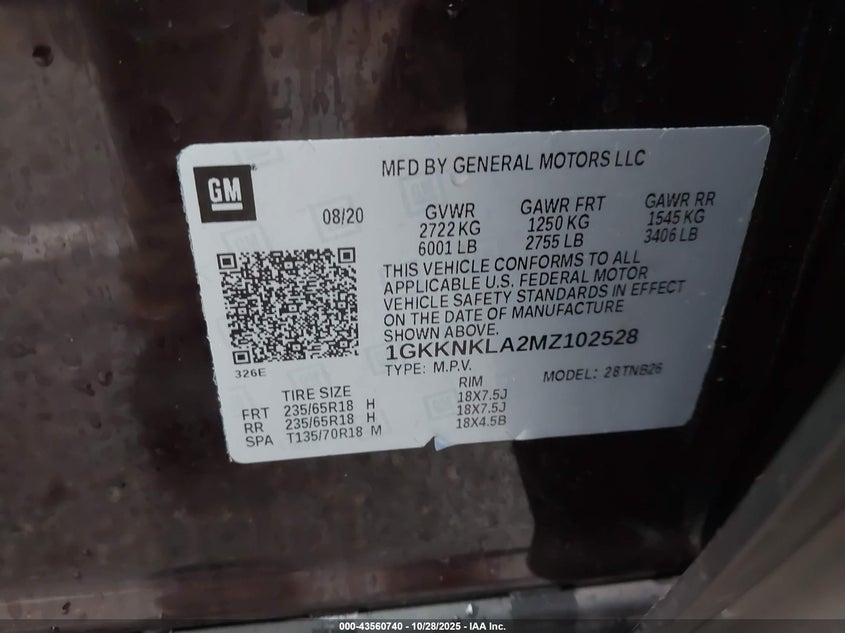 GM
MFD BY GENERAL MOTORS LLC
08/20
GVWR
2722 KG
6001 LB
GAWR FRT
1250 KG
2755 LB
GAWR RR
1545 KG
3406 LB
THIS VEHICLE CONFORMS TO ALL
APPLICABLE U.S. FEDERAL MOTOR
VEHICLE SAFETY STANDARDS IN EFFECT
ON THE DATE OF MANUFACTURE
SHOWN ABOVE.
1GKKNKLA2MZ102528
TYPE: M.P.V.
MODEL: 28TNB26
326E
TIRE SIZE
RIM
FRT 235/65R18 H 18X7.5J
RR 235/65R18 H 18X7.5J
SPA T135/70R18 M 18X4.5B
000-43560740 - 10/28/2025 - IAA Inc.